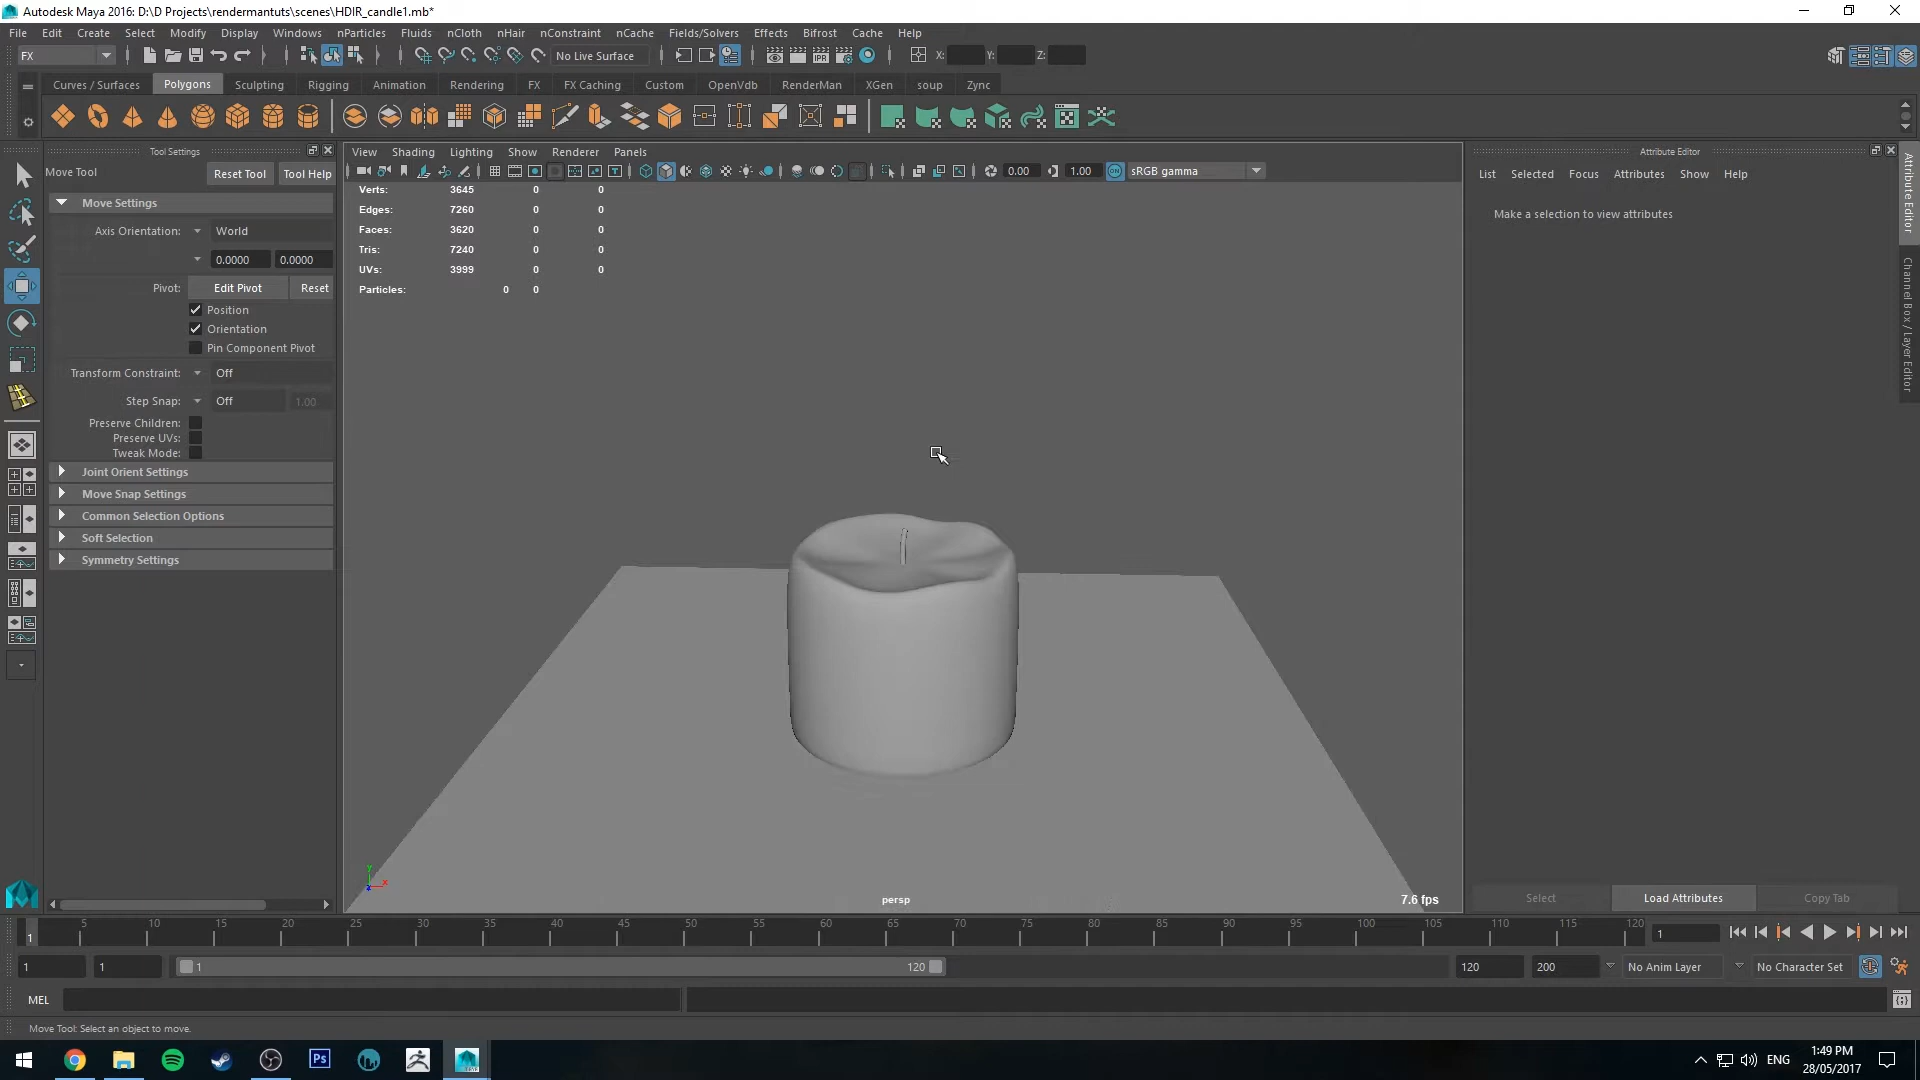 Autodesk Maya 2016: D:\D Projects\rendermantuts\scenes\HDIR_candle1.mb*
File Edit Create Select Modify Display Windows nParticles Fluids nCloth nHair nConstraint nCache Fields/Solvers Effects Bifrost Cache Help
FX No Live Surface IPR X: Y: Z:
Curves / Surfaces Polygons Sculpting Rigging Animation Rendering FX FX Caching Custom OpenVdb RenderMan XGen soup Zync
Tool Settings
Move Tool Reset Tool Tool Help
Move Settings
Axis Orientation: World
0.0000 0.0000
Pivot: Edit Pivot Reset
Position
Orientation
Pin Component Pivot
Transform Constraint: Off
Step Snap: Off 1.00
Preserve Children:
Preserve UVs:
Tweak Mode:
Joint Orient Settings
Move Snap Settings
Common Selection Options
Soft Selection
Symmetry Settings
View Shading Lighting Show Renderer Panels
0.00 1.00 ON sRGB gamma
Verts: 3645 0 0
Edges: 7260 0 0
Faces: 3620 0 0
Tris: 7240 0 0
UVs: 3999 0 0
Particles: 0 0
y
x
z
persp
7.6 fps
Attribute Editor
List Selected Focus Attributes Show Help
Make a selection to view attributes
Attribute Editor
Channel Box / Layer Editor
Select Load Attributes Copy Tab
1 5 10 15 20 25 30 35 40 45 50 55 60 65 70 75 80 85 90 95 100 105 110 115 120 1
1 1 1 120 120 200 No Anim Layer No Character Set
MEL
Move Tool: Select an object to move.
Ps
ENG
1:49 PM
28/05/2017